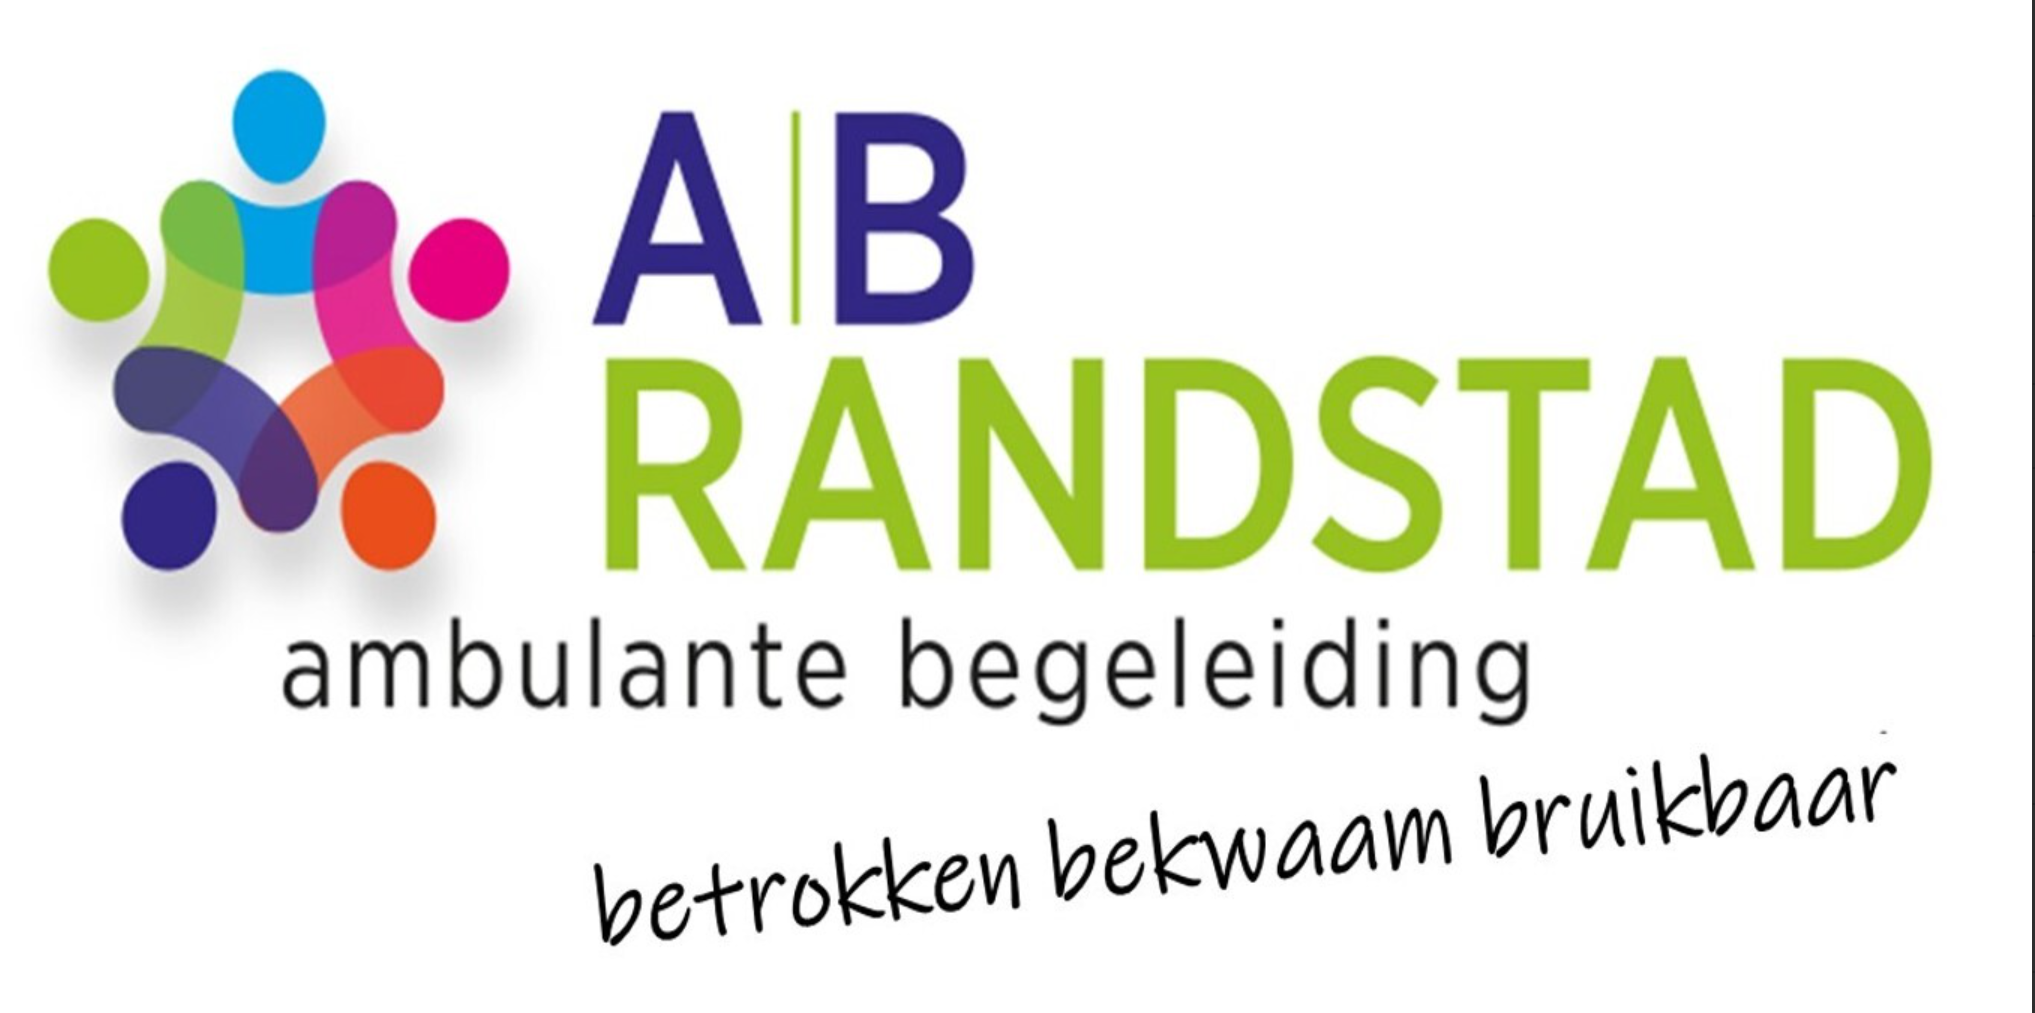 A|B
RANDSTAD
ambulante begeleiding
betrokken bekwaam bruikbaar